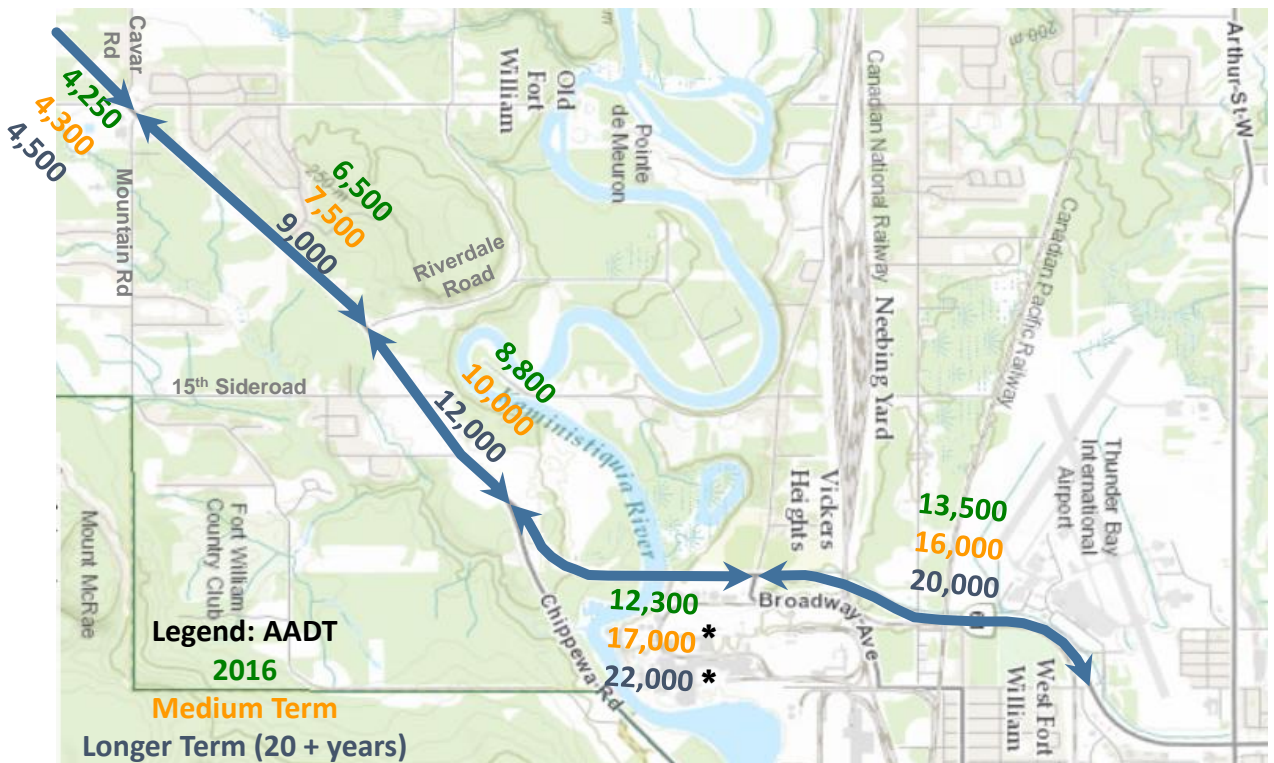 Cavar
Rd
4,250
4,300
4,500
Mountain Rd
6,500
7,500
9,000
Old
Fort
William
Pointe
de Meuron
Riverdale
Road
Canadian National Railway
Neebing Yard
Canadian Pacific Railway
200 m
Arthur-St-W
15th Sideroad
8,800
10,000
12,000
Kaministiquia River
Vickers
Heights
Thunder Bay
International
Airport
13,500
16,000
20,000
Mount McRae
Fort William
Country Club
Chippewa-Rd
12,300
17,000 *
22,000 *
Broadway-Ave
West Fort
William
Legend: AADT
2016
Medium Term
Longer Term (20 + years)